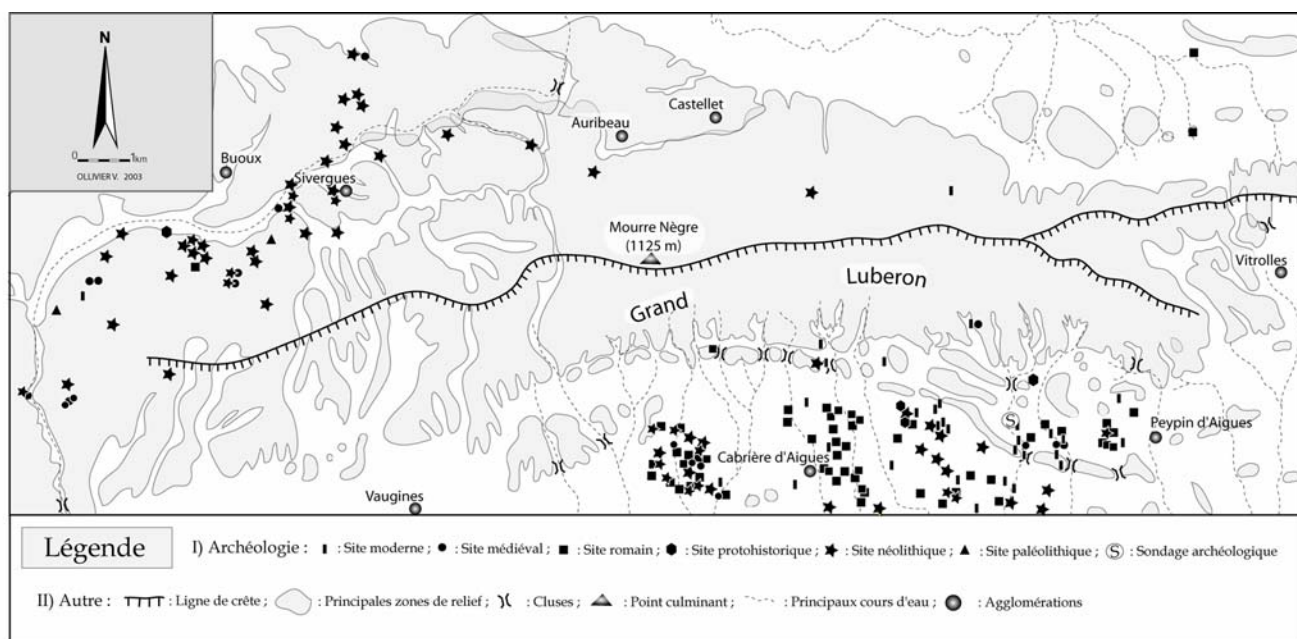 N
0 1km
OLLIVIER V. 2003
Castellet
Auribeau
Buoux
Sivergues
Mourre Nègre
(1125 m)
Luberon
Grand
Vitrolles
S
Peypin d'Aigues
Cabrière d'Aigues
Vaugines
Légende
I) Archéologie : : Site moderne ; : Site médiéval ; : Site romain ; : Site protohistorique ; : Site néolithique ; : Site paléolithique ; S : Sondage archéologique
II) Autre : : Ligne de crête ; : Principales zones de relief ; : Cluses ; : Point culminant ; : Principaux cours d'eau ; : Agglomérations